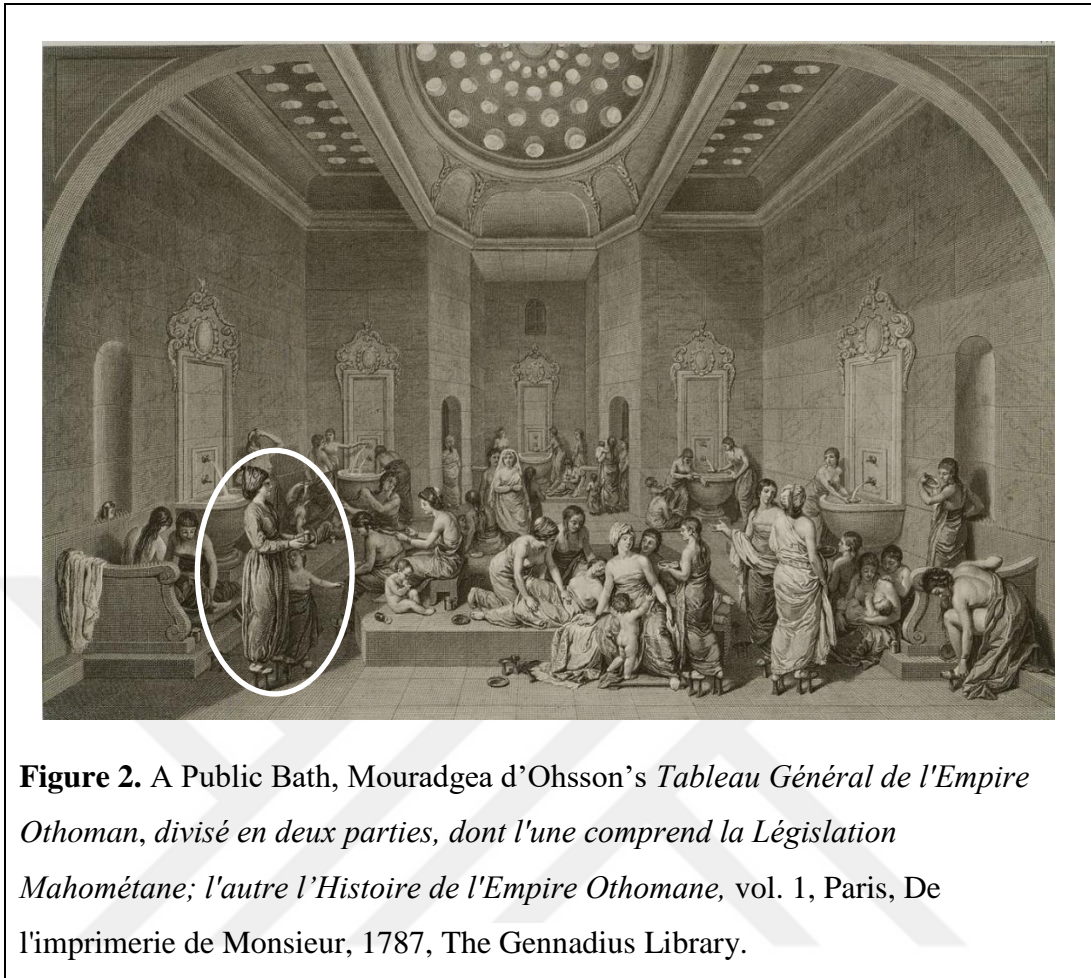 Figure 2. A Public Bath, Mouradgea d’Ohsson’s Tableau Général de l'Empire
Othoman, divisé en deux parties, dont l'une comprend la Législation
Mahométane; l'autre l’Histoire de l'Empire Othomane, vol. 1, Paris, De
l'imprimerie de Monsieur, 1787, The Gennadius Library.